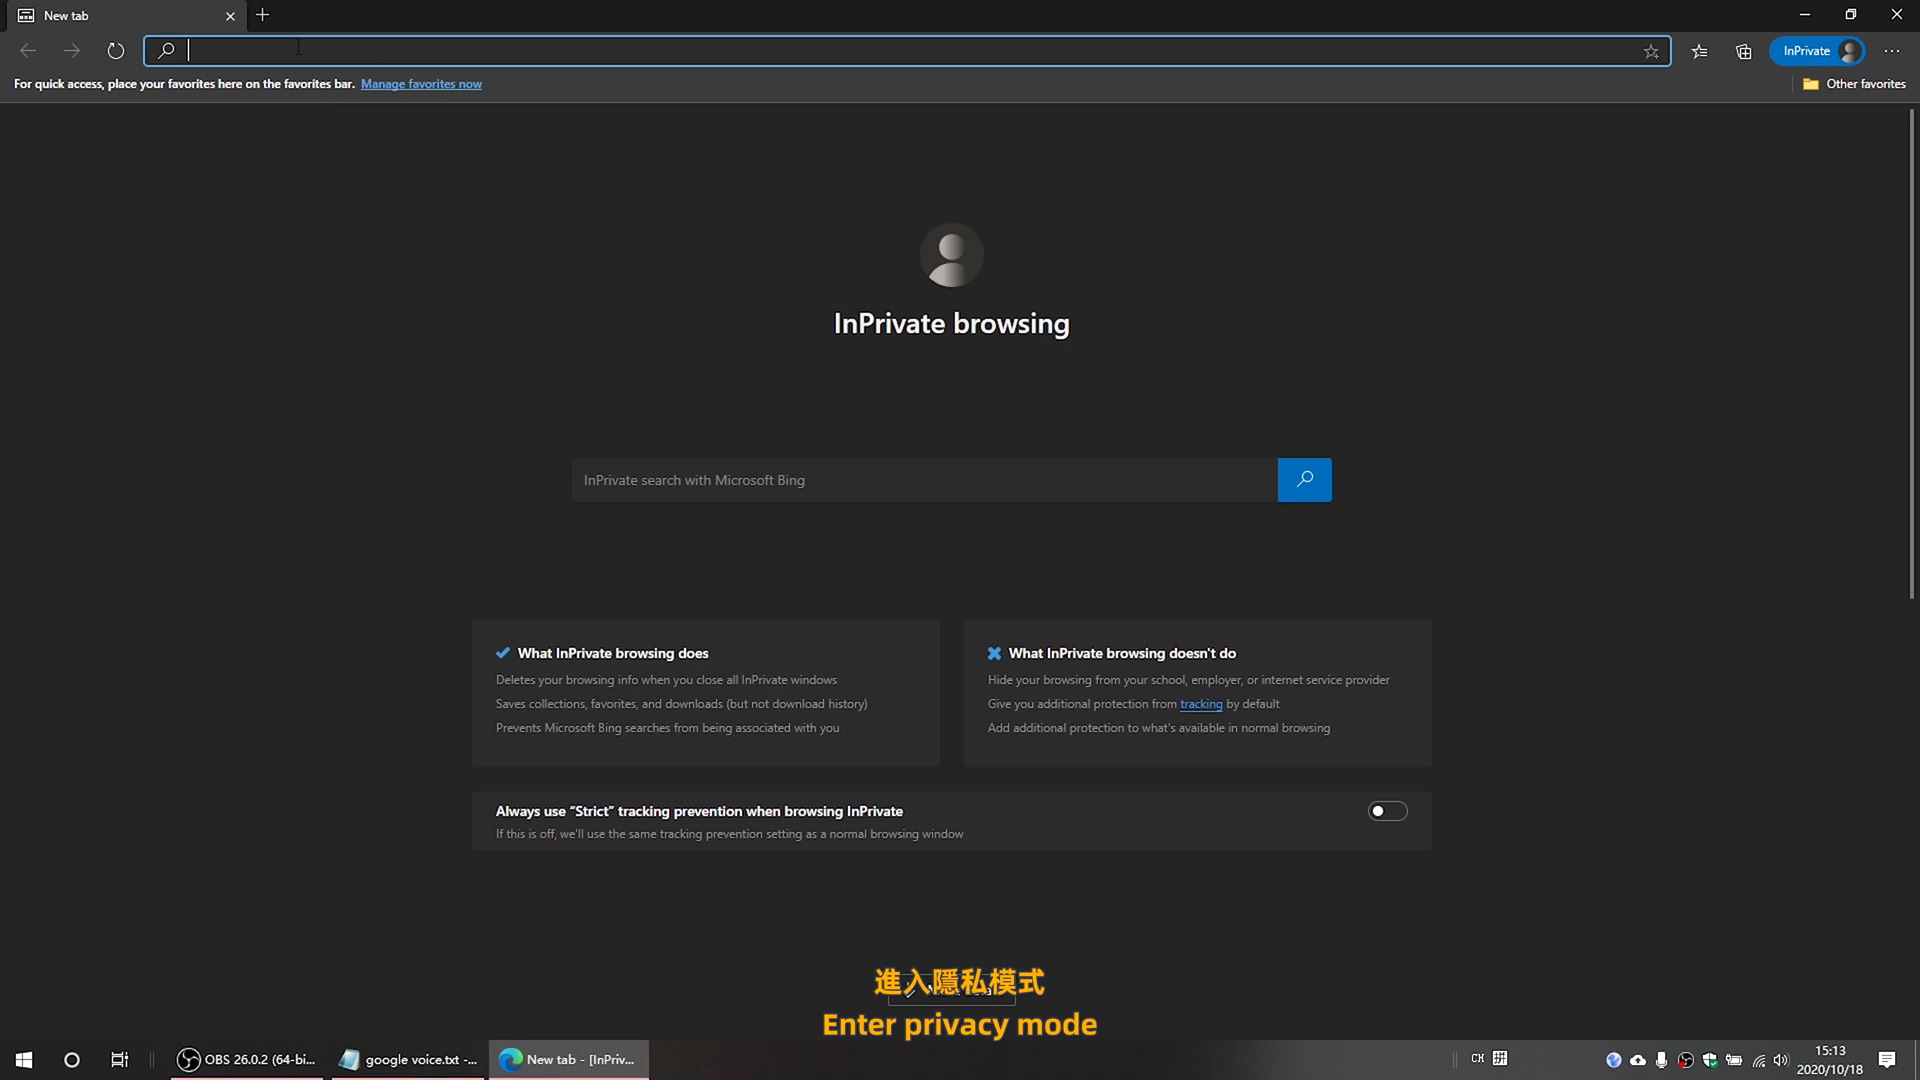 New tab
InPrivate
For quick access, place your favorites here on the favorites bar. Manage favorites now
Other favorites
InPrivate browsing
InPrivate search with Microsoft Bing
What InPrivate browsing does
Deletes your browsing info when you close all InPrivate windows
Saves collections, favorites, and downloads (but not download history)
Prevents Microsoft Bing searches from being associated with you
What InPrivate browsing doesn't do
Hide your browsing from your school, employer, or internet service provider
Give you additional protection from tracking by default
Add additional protection to what's available in normal browsing
Always use “Strict” tracking prevention when browsing InPrivate
If this is off, we'll use the same tracking prevention setting as a normal browsing window
進入隱私模式
Enter privacy mode
OBS 26.0.2 (64-bi...
google voice.txt -...
New tab - [InPriv...
CH 拼
15:13
2020/10/18